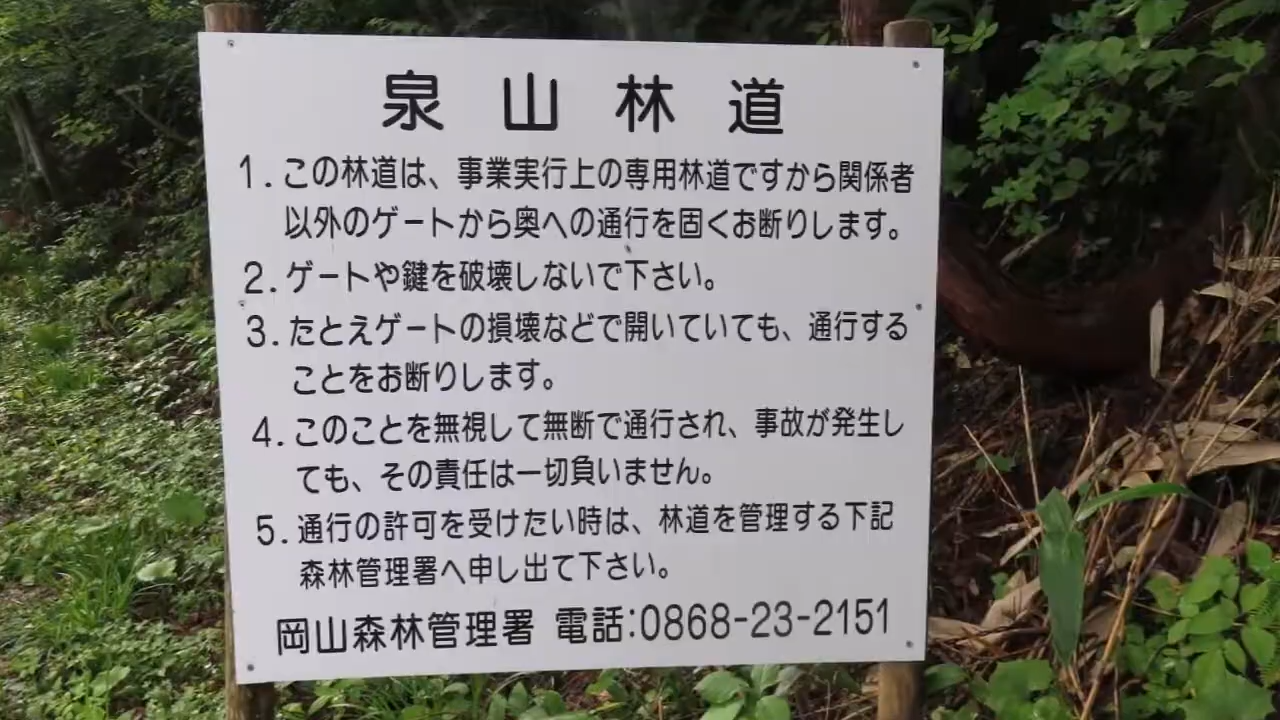 泉山林道
1.この林道は、事業実行上の専用林道ですから関係者
以外のゲートから奥への通行を固くお断りします。
2.ゲートや鍵を破壊しないで下さい。
3.たとえゲートの損壊などで開いていても、通行する
ことをお断りします。
4.このことを無視して無断で通行され、事故が発生し
ても、その責任は一切負いません。
5.通行の許可を受けたい時は、林道を管理する下記
森林管理署へ申し出て下さい。
岡山森林管理署 電話:0868-23-2151